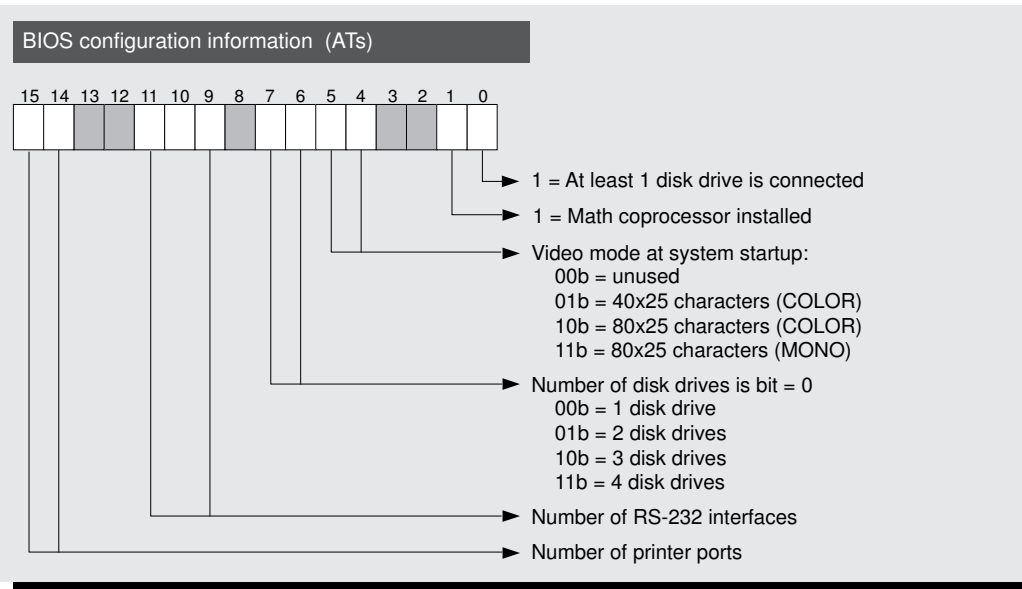 BIOS configuration information (ATs)
15 14 13 12 11 10 9 8 7 6 5 4 3 2 1 0
1 = At least 1 disk drive is connected
1 = Math coprocessor installed
Video mode at system startup:
00b = unused
01b = 40x25 characters (COLOR)
10b = 80x25 characters (COLOR)
11b = 80x25 characters (MONO)
Number of disk drives is bit = 0
00b = 1 disk drive
01b = 2 disk drives
10b = 3 disk drives
11b = 4 disk drives
Number of RS-232 interfaces
Number of printer ports